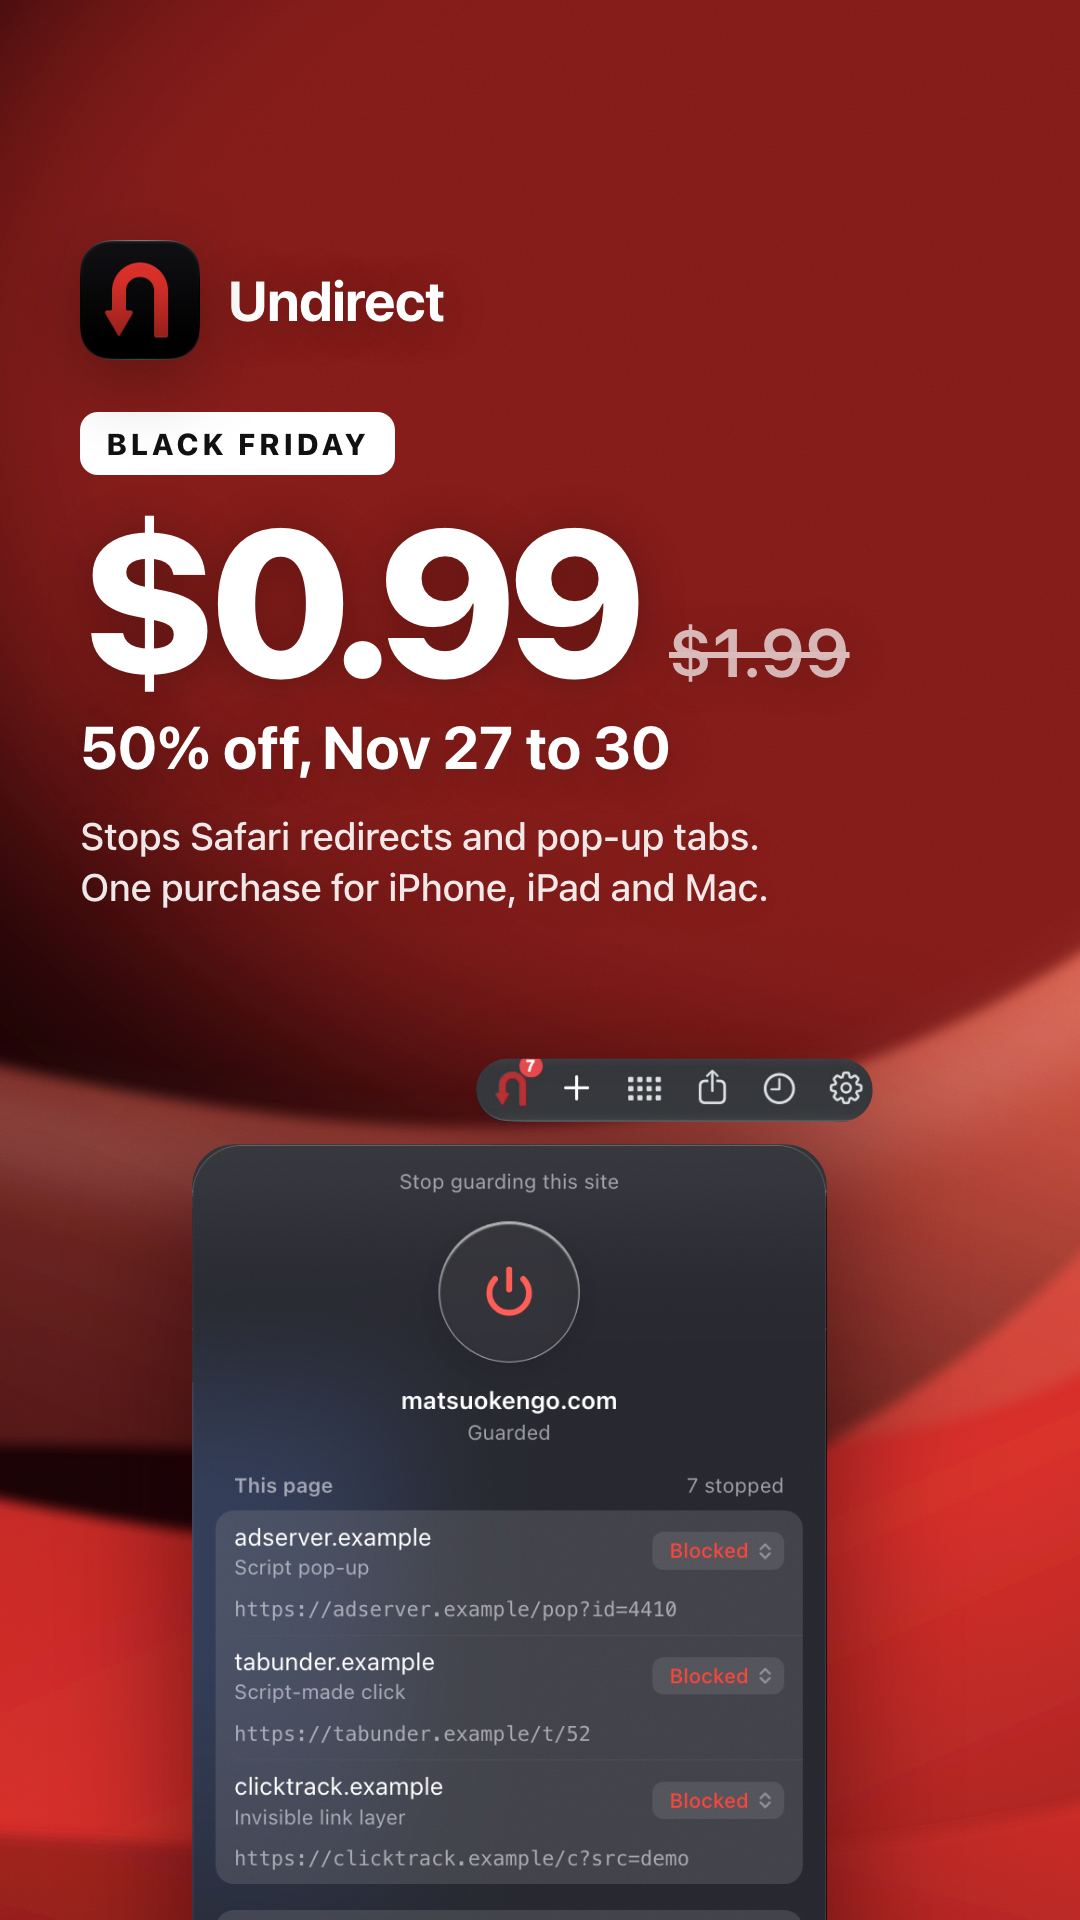 Undirect
BLACK FRIDAY
$0.99 $1.99
50% off, Nov 27 to 30
Stops Safari redirects and pop-up tabs.
One purchase for iPhone, iPad and Mac.
7
Stop guarding this site
matsuokengo.com
Guarded
This page 7 stopped
adserver.example Blocked
Script pop-up
https://adserver.example/pop?id=4410
tabunder.example Blocked
Script-made click
https://tabunder.example/t/52
clicktrack.example Blocked
Invisible link layer
https://clicktrack.example/c?src=demo